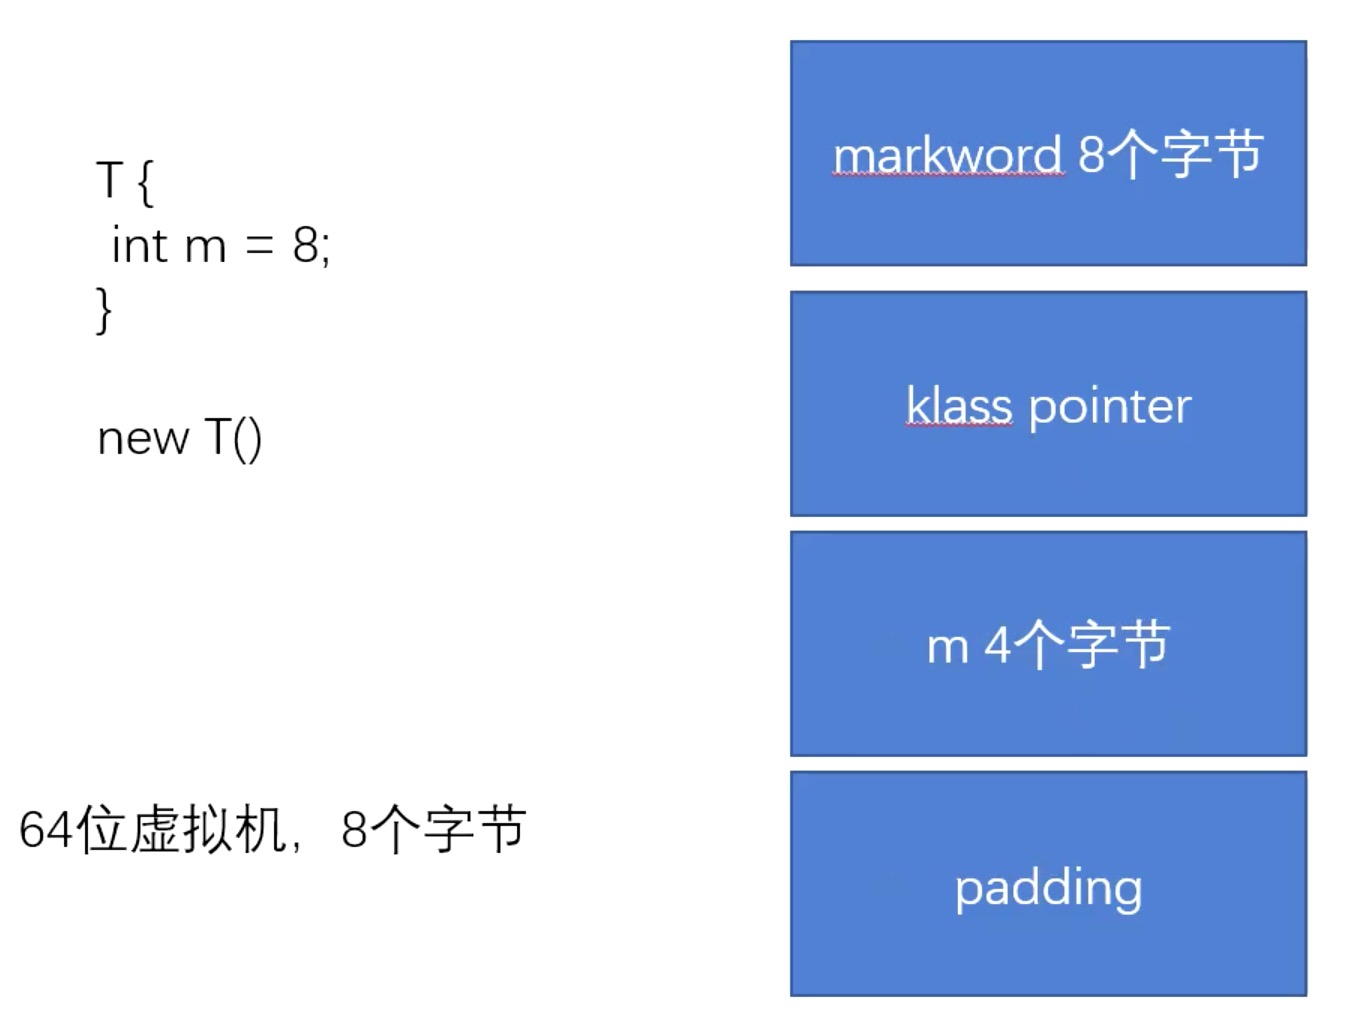 T {
int m = 8;
}
new T()
64位虚拟机，8个字节
markword 8个字节
klass pointer
m 4个字节
padding